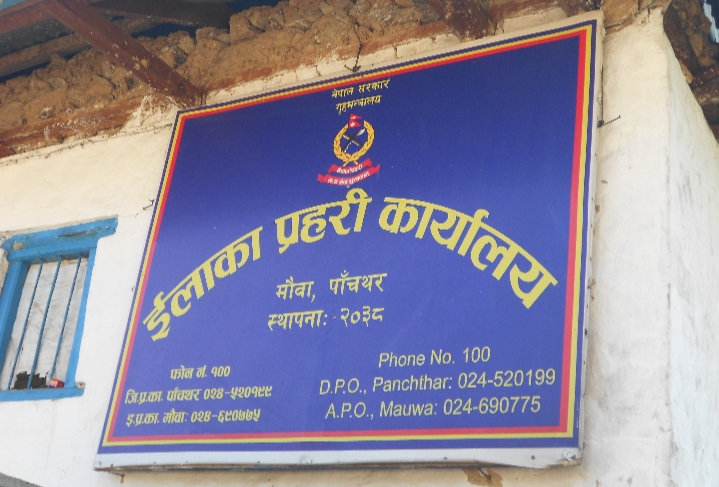 नेपाल सरकार
गृहमन्त्रालय
ईलाका प्रहरी कार्यालय
मौवा, पाँचथर
स्थापनाः २०३८
फोन नं. १००
जि.प्र.का. पाँचथर ०२४-५२०१९९
इ.प्र.का. मौवाः ०२४-६९०७७५
Phone No. 100
D.P.O., Panchthar: 024-520199
A.P.O., Mauwa: 024-690775